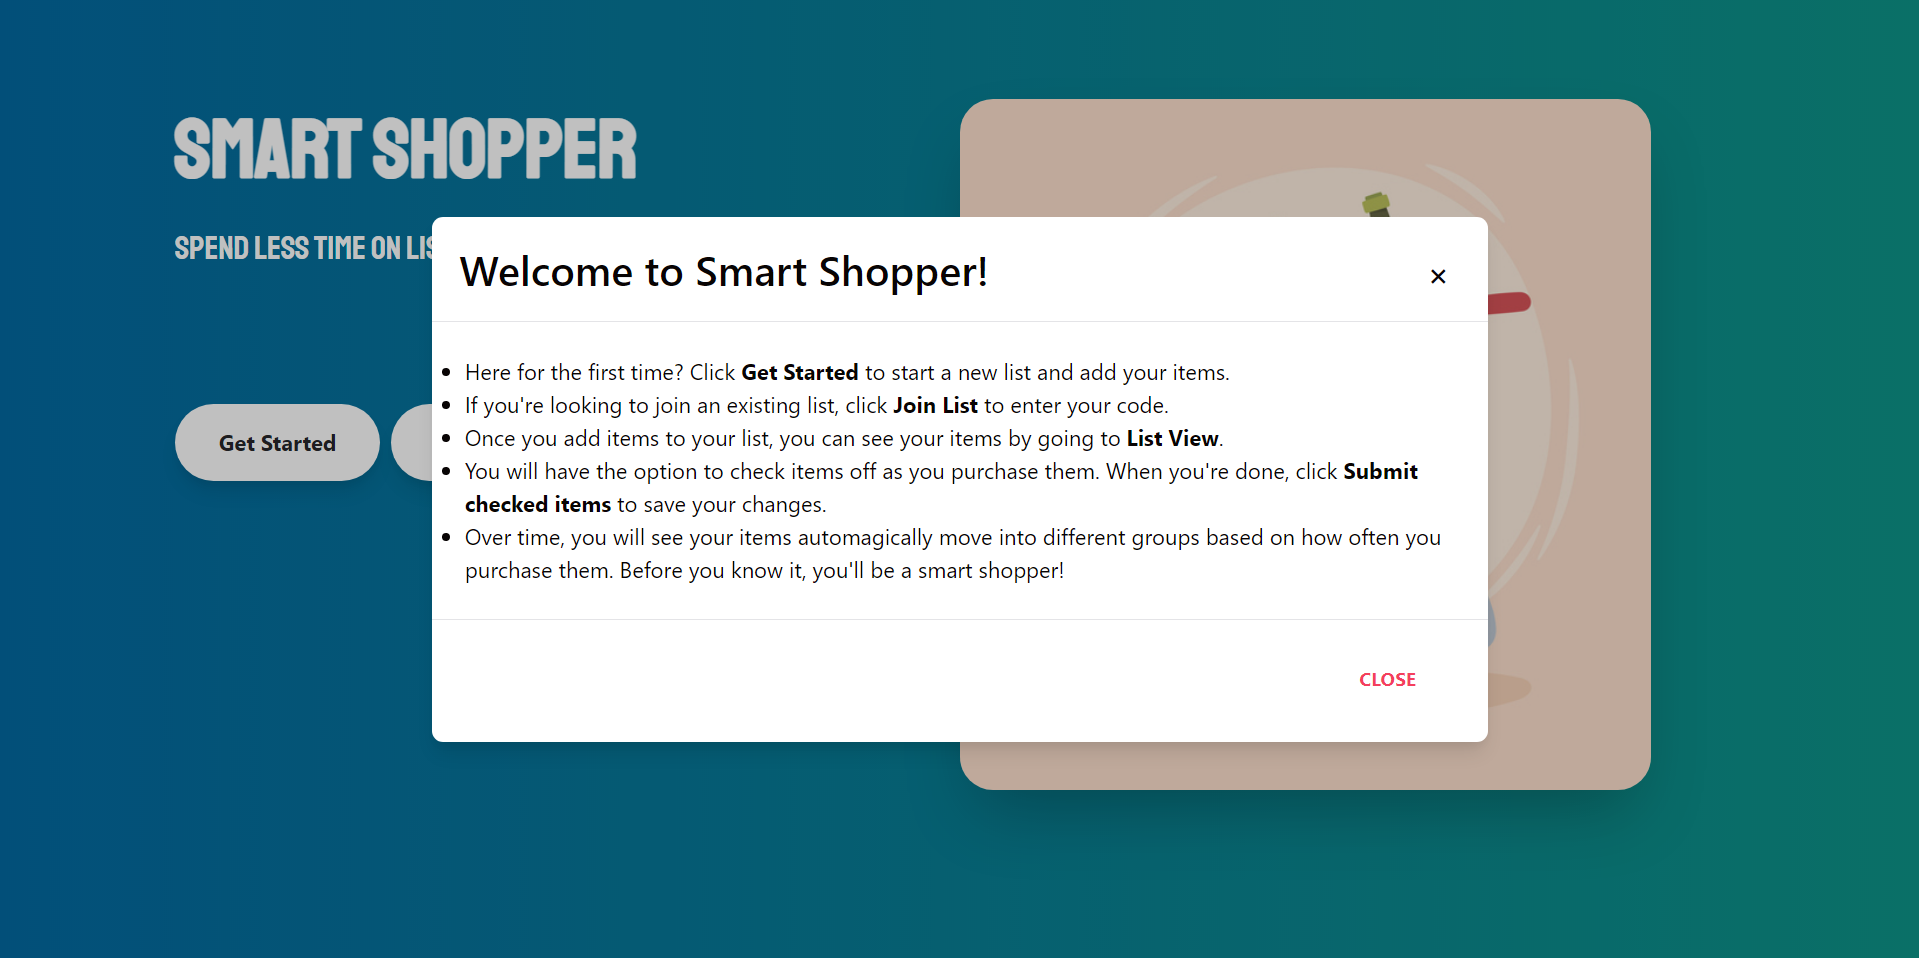 SMART SHOPPER
SPEND LESS TIME ON
Welcome to Smart Shopper!
×
• Here for the first time? Click Get Started to start a new list and add your items.
• If you're looking to join an existing list, click Join List to enter your code.
• Once you add items to your list, you can see your items by going to List View.
• You will have the option to check items off as you purchase them. When you're done, click Submit
checked items to save your changes.
• Over time, you will see your items automagically move into different groups based on how often you
purchase them. Before you know it, you'll be a smart shopper!
Get Started
CLOSE